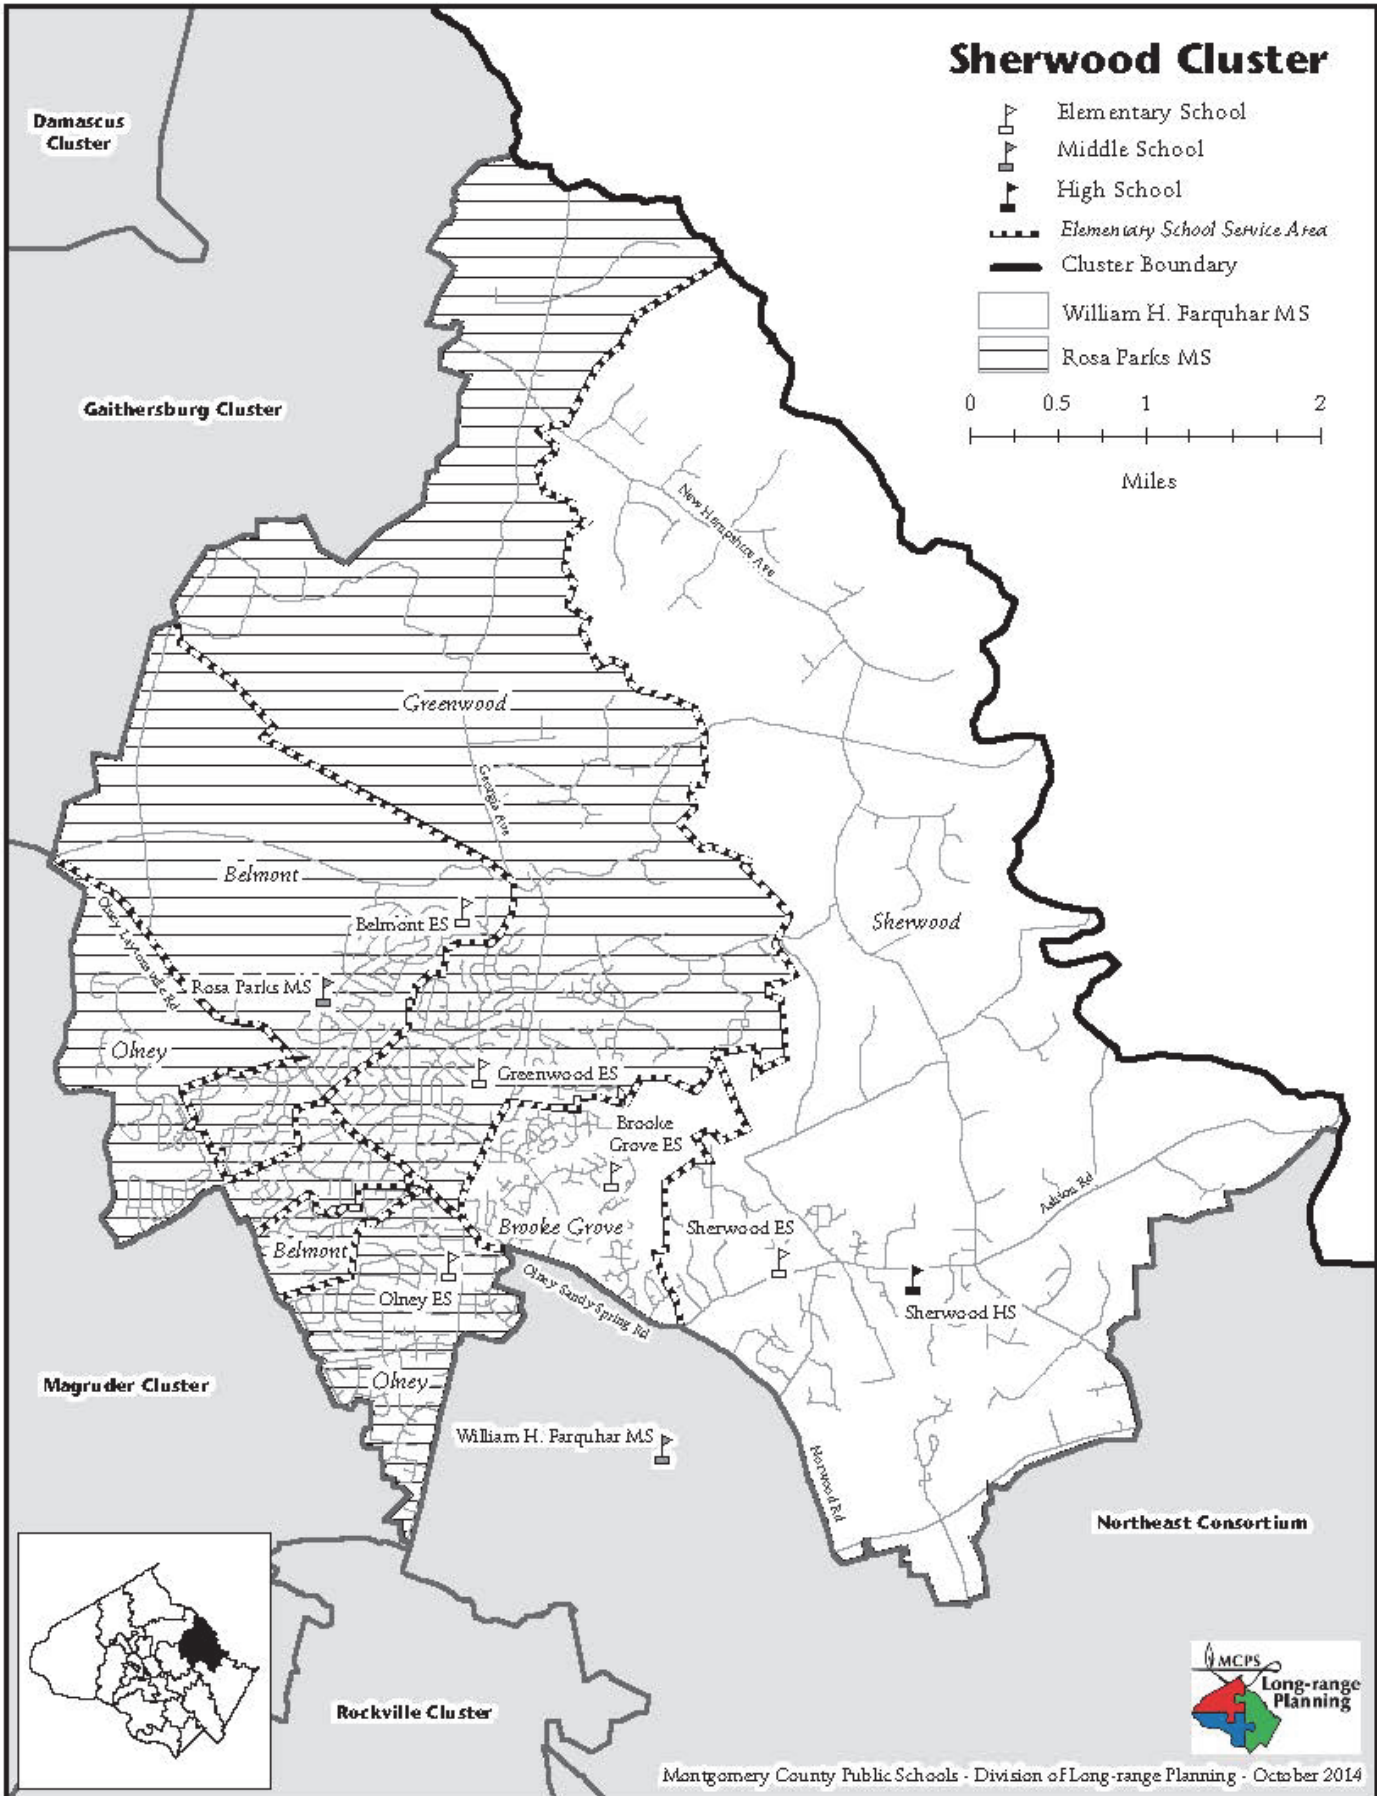 Sherwood Cluster
Elementary School
Middle School
High School
Elementary School Service Area
Cluster Boundary
William H. Farquhar MS
Rosa Parks MS
0 0.5 1 2
Miles
Damascus
Cluster
Gaithersburg Cluster
New Hampshire Ave
Greenwood
Georgia Ave
Belmont
Belmont ES
Sherwood
Olney Laytonsville Rd
Rosa Parks MS
Olney
Greenwood ES
Brooke
Grove ES
Ashton Rd
Brooke Grove
Sherwood ES
Belmont
Olney ES
Olney Sandy Spring Rd
Sherwood HS
Olney
Magruder Cluster
William H. Farquhar MS
Norwood Rd
Northeast Consortium
Rockville Cluster
MCPS
Long-range
Planning
Montgomery County Public Schools - Division of Long-range Planning - October 2014